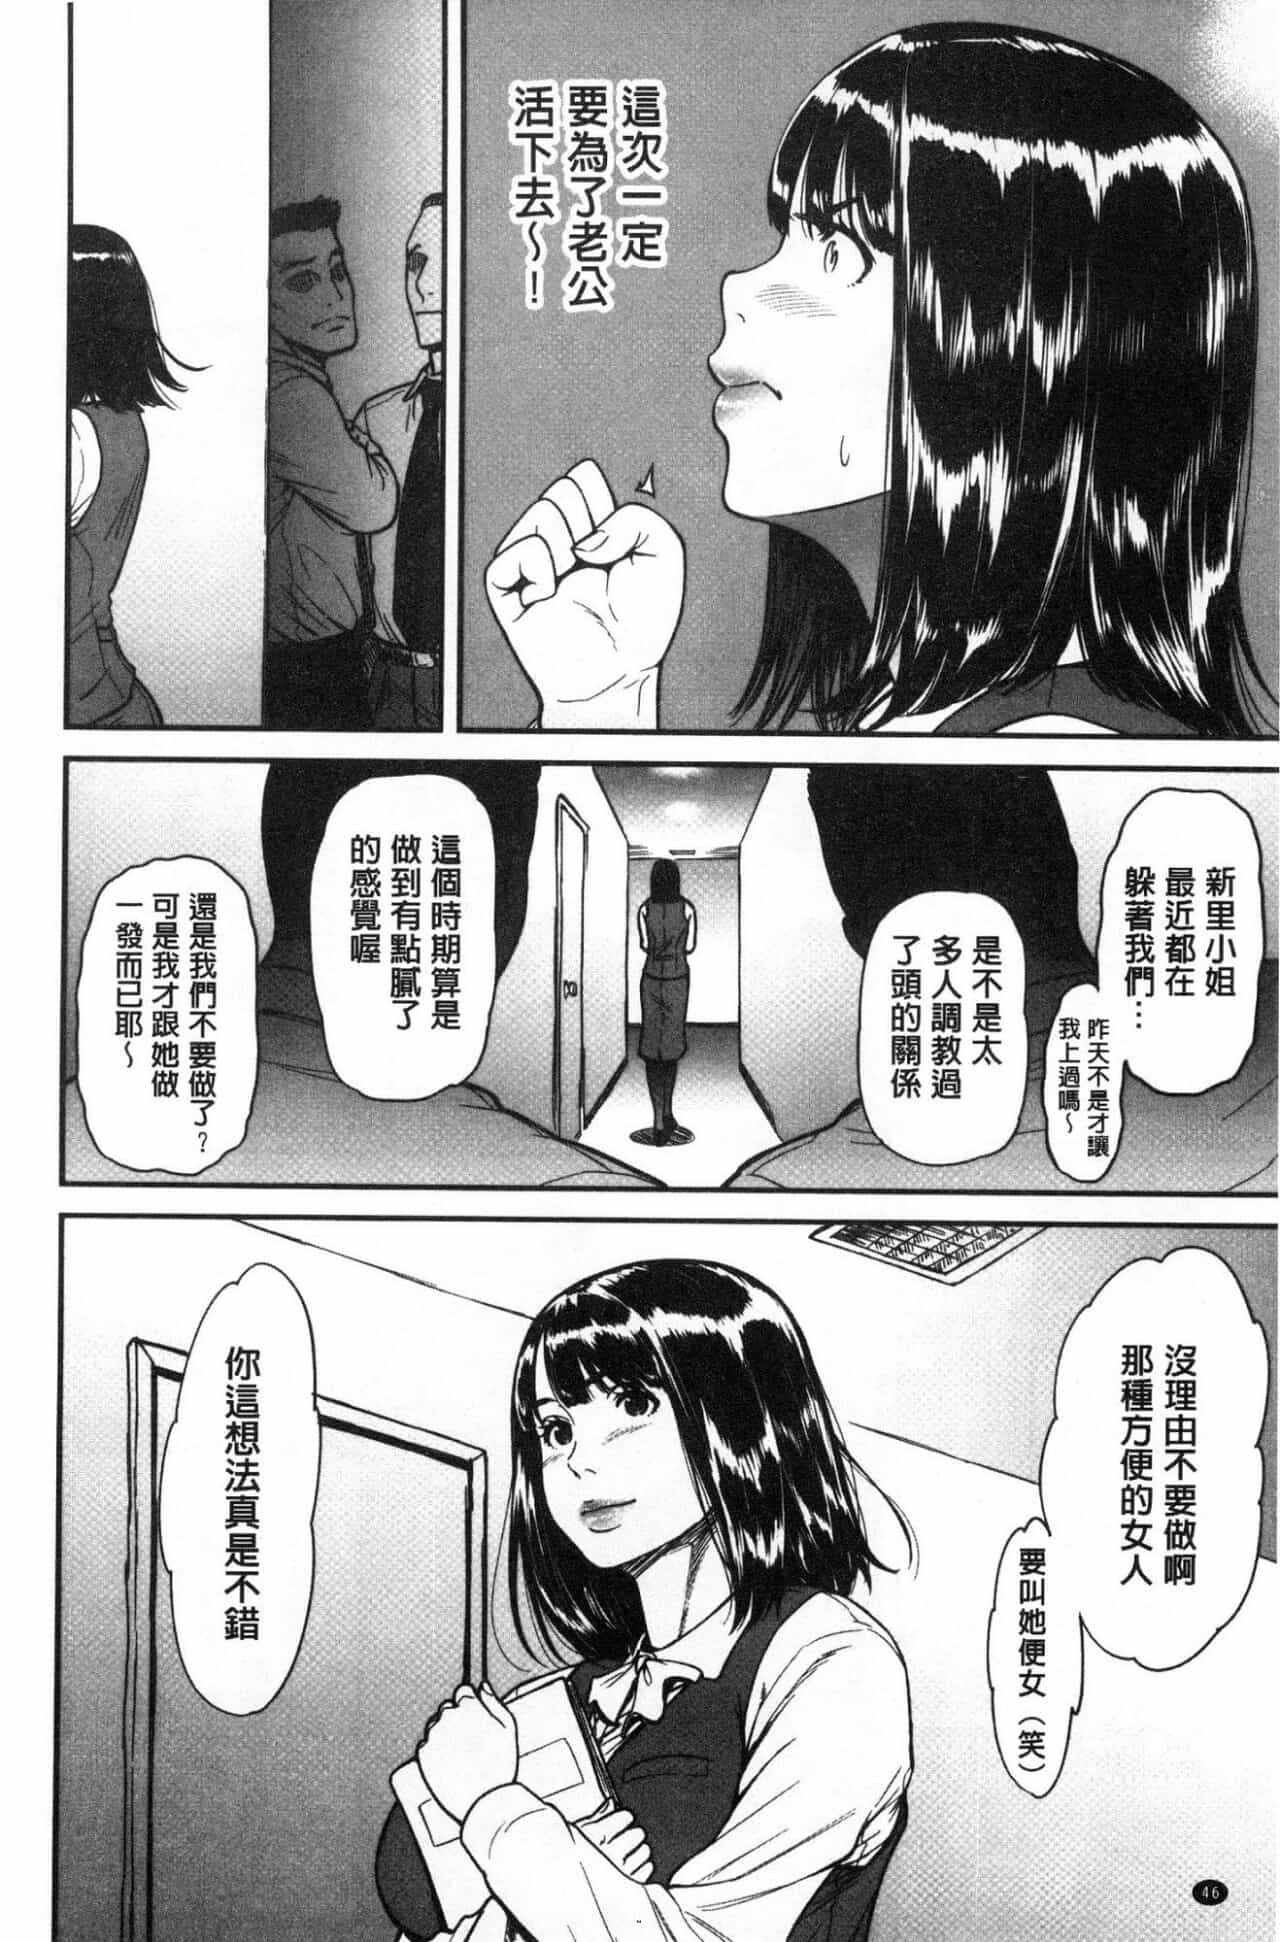 這次一定
要為了老公
活下去～！
新里小姐
最近都在
躲著我們…
昨天不是才讓
我上過嗎～
是不是太
多人調教過
了頭的關係
這個時期算是
做到有點膩了
的感覺喔
還是我們不要做了？
可是我才跟她做
一發而已耶～
沒理由不要做啊
那種方便的女人
要叫她便女（笑）
你這想法真是不錯
46